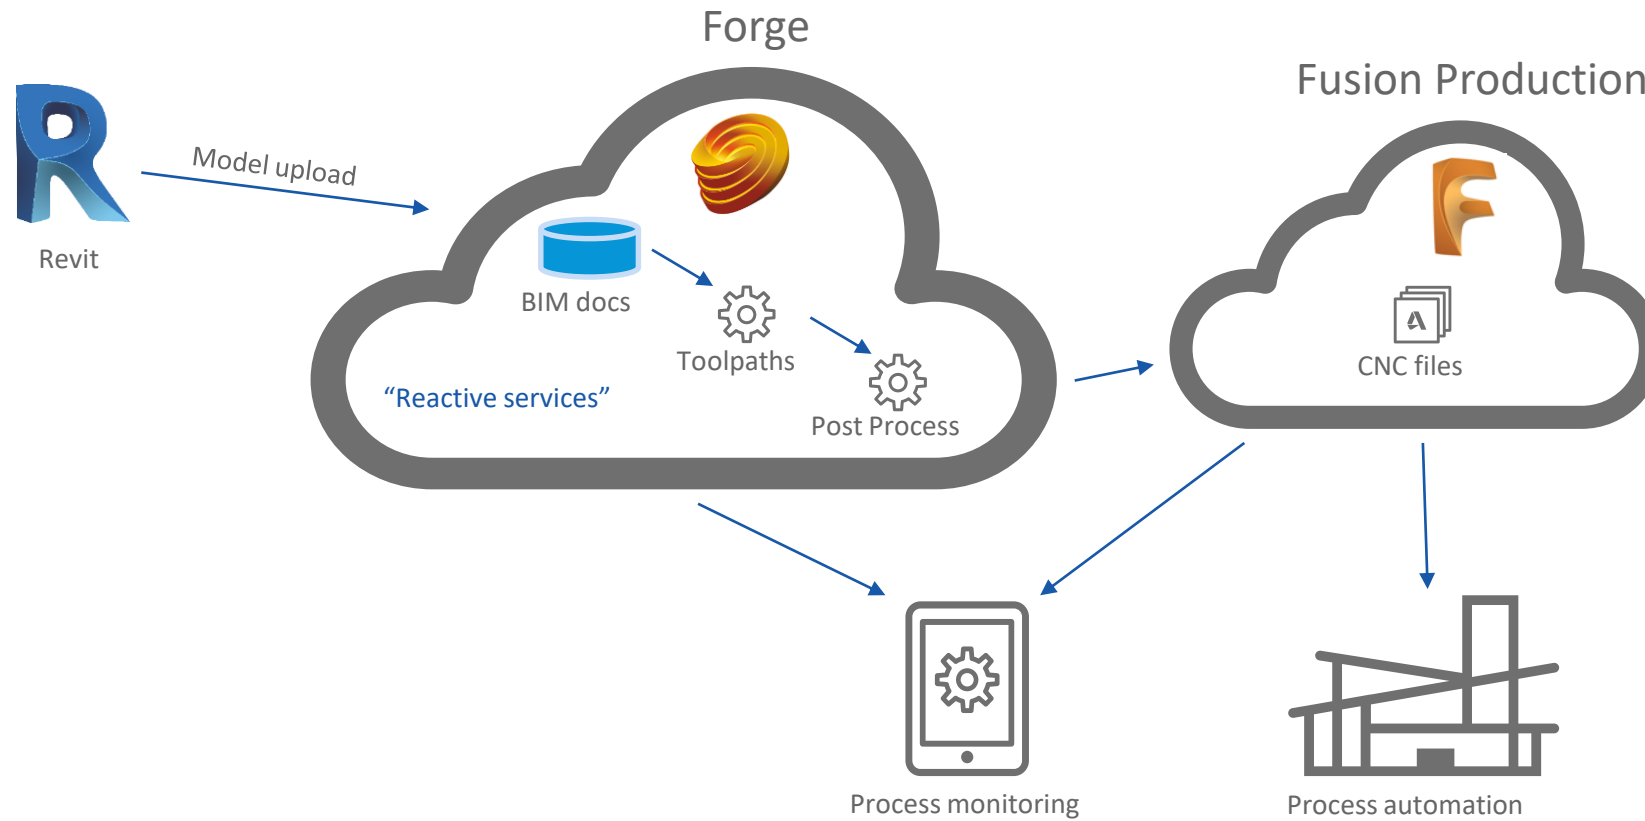 Forge
Fusion Production
Model upload
Revit
BIM docs
Toolpaths
CNC files
“Reactive services”
Post Process
Process monitoring
Process automation